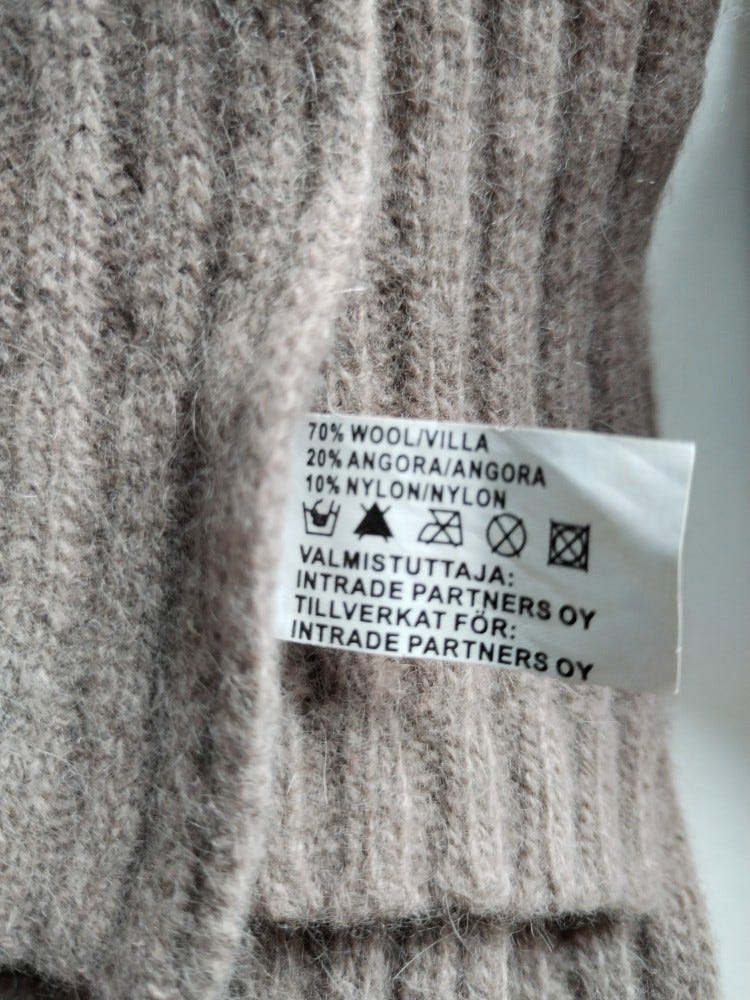 70% WOOL/VILLA
20% ANGORA/ANGORA
10% NYLON/NYLON
VALMISTUTTAJA:
INTRADE PARTNERS OY
TILLVERKAT FÖR:
INTRADE PARTNERS OY